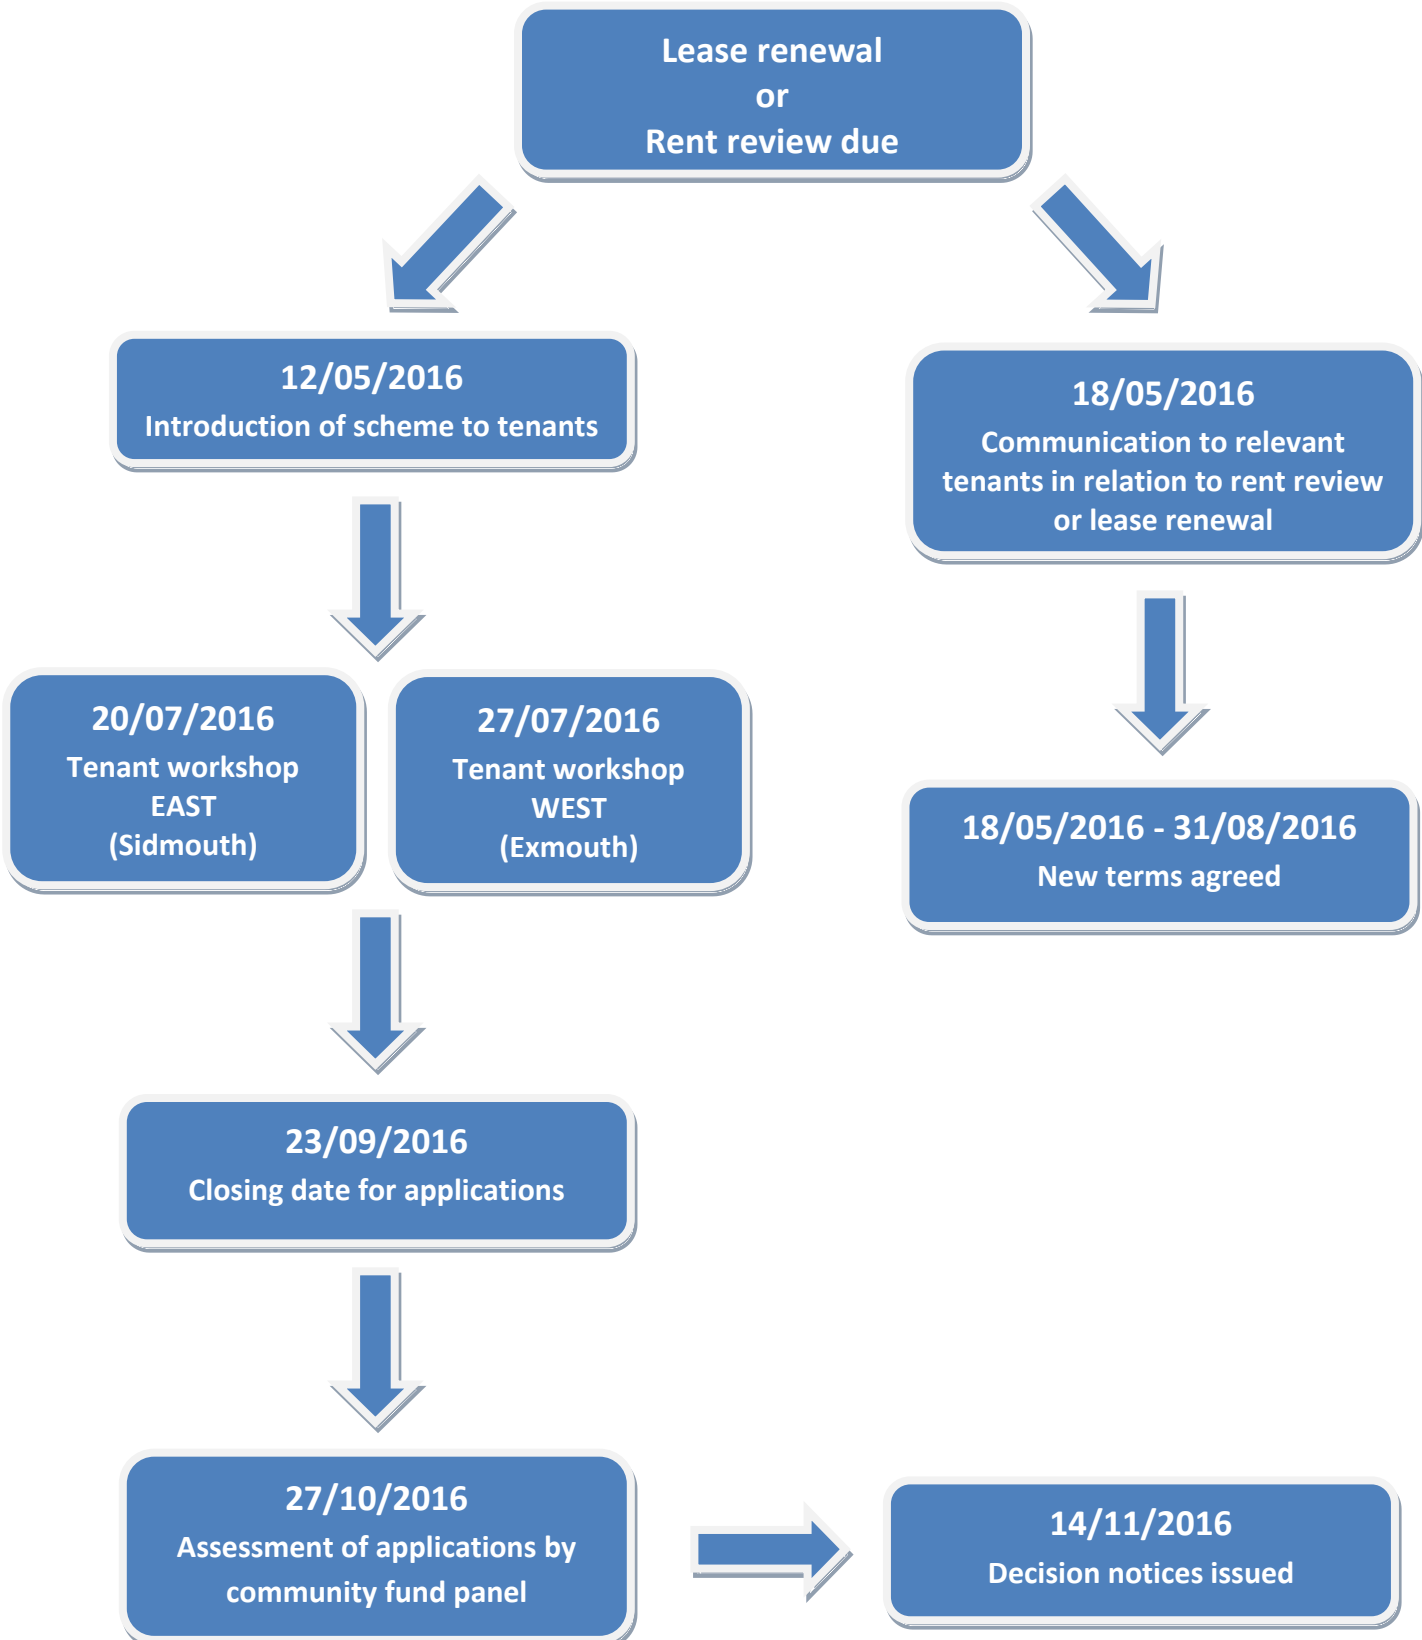 Lease renewal
or
Rent review due
12/05/2016
Introduction of scheme to tenants
18/05/2016
Communication to relevant
tenants in relation to rent review
or lease renewal
20/07/2016
Tenant workshop
EAST
(Sidmouth)
27/07/2016
Tenant workshop
WEST
(Exmouth)
18/05/2016 - 31/08/2016
New terms agreed
23/09/2016
Closing date for applications
27/10/2016
Assessment of applications by
community fund panel
14/11/2016
Decision notices issued